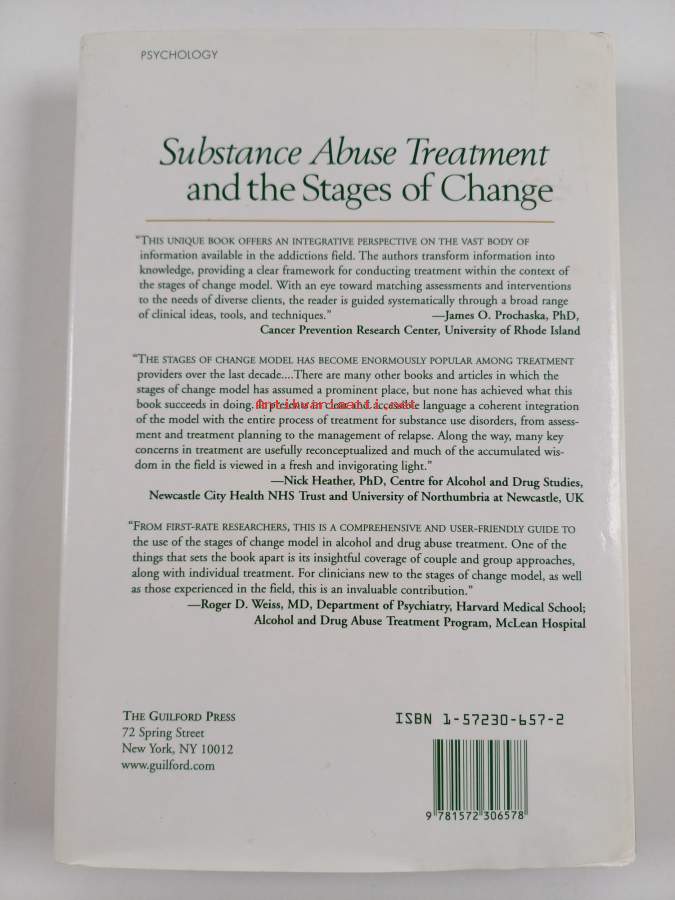 PSYCHOLOGY
Substance Abuse Treatment
and the Stages of Change
“THIS UNIQUE BOOK OFFERS AN INTEGRATIVE PERSPECTIVE ON THE VAST BODY OF
information available in the addictions field. The authors transform information into
knowledge, providing a clear framework for conducting treatment within the context of
the stages of change model. With an eye toward matching assessments and interventions
to the needs of diverse clients, the reader is guided systematically through a broad range
of clinical ideas, tools, and techniques.” —James O. Prochaska, PhD,
Cancer Prevention Research Center, University of Rhode Island
“THE STAGES OF CHANGE MODEL HAS BECOME ENORMOUSLY POPULAR AMONG TREATMENT
providers over the last decade....There are many other books and articles in which the
stages of change model has assumed a prominent place, but none has achieved what this
book succeeds in doing. It presents in clear and accessible language a coherent integration
Antikvariaatti.net
of the model with the entire process of treatment for substance use disorders, from assess-
ment and treatment planning to the management of relapse. Along the way, many key
concerns in treatment are usefully reconceptualized and much of the accumulated wis-
dom in the field is viewed in a fresh and invigorating light.”
—Nick Heather, PhD, Centre for Alcohol and Drug Studies,
Newcastle City Health NHS Trust and University of Northumbria at Newcastle, UK
“FROM FIRST-RATE RESEARCHERS, THIS IS A COMPREHENSIVE AND USER-FRIENDLY GUIDE TO
the use of the stages of change model in alcohol and drug abuse treatment. One of the
things that sets the book apart is its insightful coverage of couple and group approaches,
along with individual treatment. For clinicians new to the stages of change model, as well
as those experienced in the field, this is an invaluable contribution.”
—Roger D. Weiss, MD, Department of Psychiatry, Harvard Medical School;
Alcohol and Drug Abuse Treatment Program, McLean Hospital
THE GUILFORD PRESS
72 Spring Street
New York, NY 10012
www.guilford.com
ISBN 1-57230-657-2
9 781572 306578